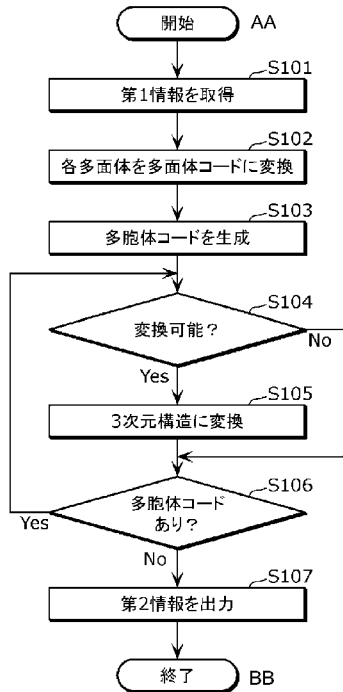 開始 AA
S101
第1情報を取得
S102
各多面体を多面体コードに変換
S103
多胞体コードを生成
S104
変換可能?
No
Yes
S105
3次元構造に変換
S106
多胞体コード
あり?
Yes
No
S107
第2情報を出力
終了 BB